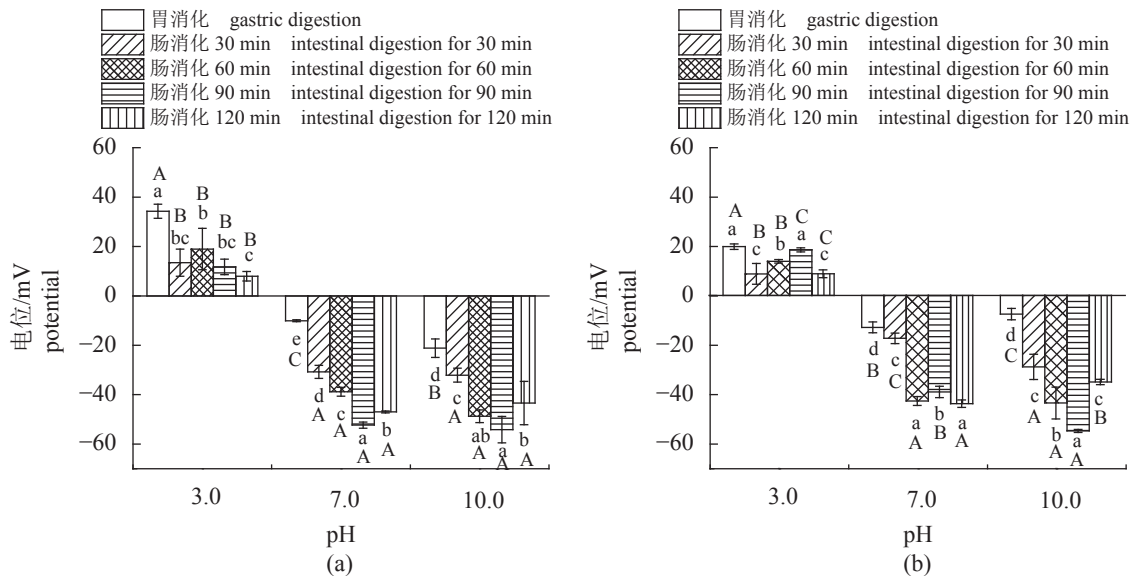 胃消化 gastric digestion
肠消化 30 min intestinal digestion for 30 min
肠消化 60 min intestinal digestion for 60 min
肠消化 90 min intestinal digestion for 90 min
肠消化 120 min intestinal digestion for 120 min
60
40
20
0
−20
−40
−60
电位/mV
potential
A
a
B
bc
B
b
B
bc
B
c
e
C
d
A
c
A
a
A
b
A
d
B
c
A
ab
A
a
A
b
A
3.0 7.0 10.0
pH
(a)
胃消化 gastric digestion
肠消化 30 min intestinal digestion for 30 min
肠消化 60 min intestinal digestion for 60 min
肠消化 90 min intestinal digestion for 90 min
肠消化 120 min intestinal digestion for 120 min
60
40
20
0
−20
−40
−60
电位/mV
potential
A
a
B
c
B
b
C
a
C
c
d
B
c
C
a
A
b
B
a
A
d
C
c
A
b
A
a
A
c
B
3.0 7.0 10.0
pH
(b)